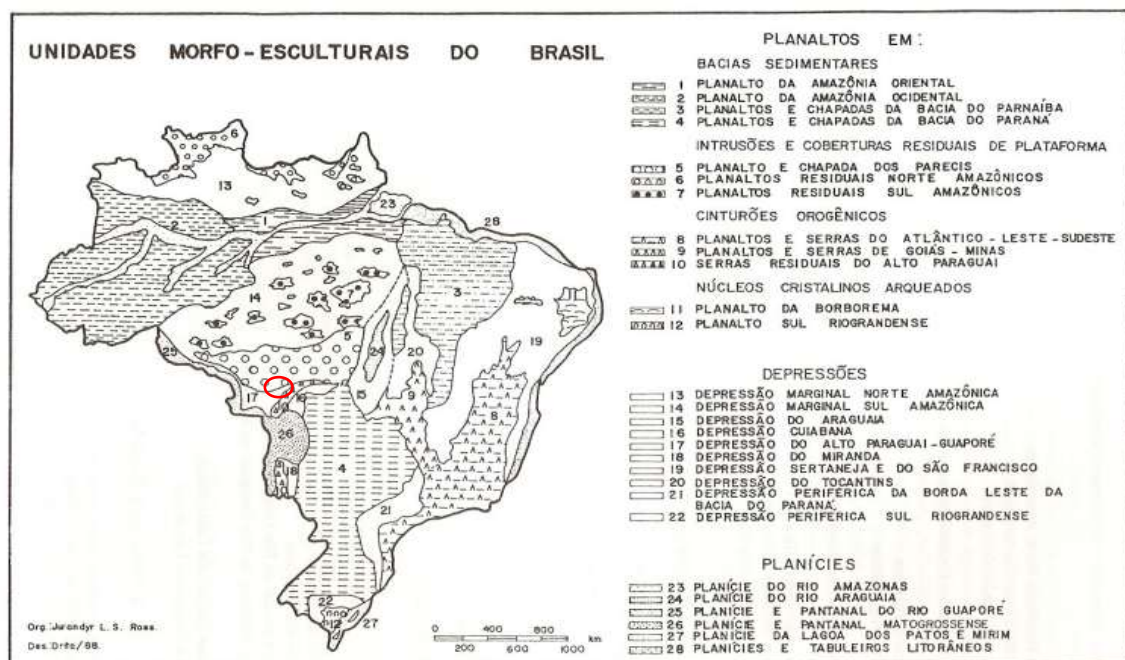 UNIDADES MORFO-ESCULTURAIS DO BRASIL
6
13
23
28
1
2
3
14
7
5
24
19
20
25
17
16
15
9
8
26
4
18
10
21
22
12
27
Org: Jurandyr L. S. Ross.
Des: Drito/88.
0 400 800 km
200 600 1000
PLANALTOS EM:
BACIAS SEDIMENTARES
1 PLANALTO DA AMAZÔNIA ORIENTAL
2 PLANALTO DA AMAZÔNIA OCIDENTAL
3 PLANALTOS E CHAPADAS DA BACIA DO PARNAÍBA
4 PLANALTOS E CHAPADAS DA BACIA DO PARANÁ
INTRUSÕES E COBERTURAS RESIDUAIS DE PLATAFORMA
5 PLANALTO E CHAPADA DOS PARECIS
6 PLANALTOS RESIDUAIS NORTE AMAZÔNICOS
7 PLANALTOS RESIDUAIS SUL AMAZÔNICOS
CINTURÕES OROGÊNICOS
8 PLANALTOS E SERRAS DO ATLÂNTICO-LESTE-SUDESTE
9 PLANALTOS E SERRAS DE GOIÁS-MINAS
10 SERRAS RESIDUAIS DO ALTO PARAGUAI
NÚCLEOS CRISTALINOS ARQUEADOS
11 PLANALTO DA BORBOREMA
12 PLANALTO SUL RIOGRANDENSE
DEPRESSÕES
13 DEPRESSÃO MARGINAL NORTE AMAZÔNICA
14 DEPRESSÃO MARGINAL SUL AMAZÔNICA
15 DEPRESSÃO DO ARAGUAIA
16 DEPRESSÃO CUIABANA
17 DEPRESSÃO DO ALTO PARAGUAI-GUAPORÉ
18 DEPRESSÃO DO MIRANDA
19 DEPRESSÃO SERTANEJA E DO SÃO FRANCISCO
20 DEPRESSÃO DO TOCANTINS
21 DEPRESSÃO PERIFÉRICA DA BORDA LESTE DA
BACIA DO PARANÁ
22 DEPRESSÃO PERIFÉRICA SUL RIOGRANDENSE
PLANÍCIES
23 PLANÍCIE DO RIO AMAZONAS
24 PLANÍCIE DO RIO ARAGUAIA
25 PLANÍCIE E PANTANAL DO RIO GUAPORÉ
26 PLANÍCIE E PANTANAL MATOGROSSENSE
27 PLANÍCIE DA LAGOA DOS PATOS E MIRIM
28 PLANÍCIES E TABULEIROS LITORÂNEOS